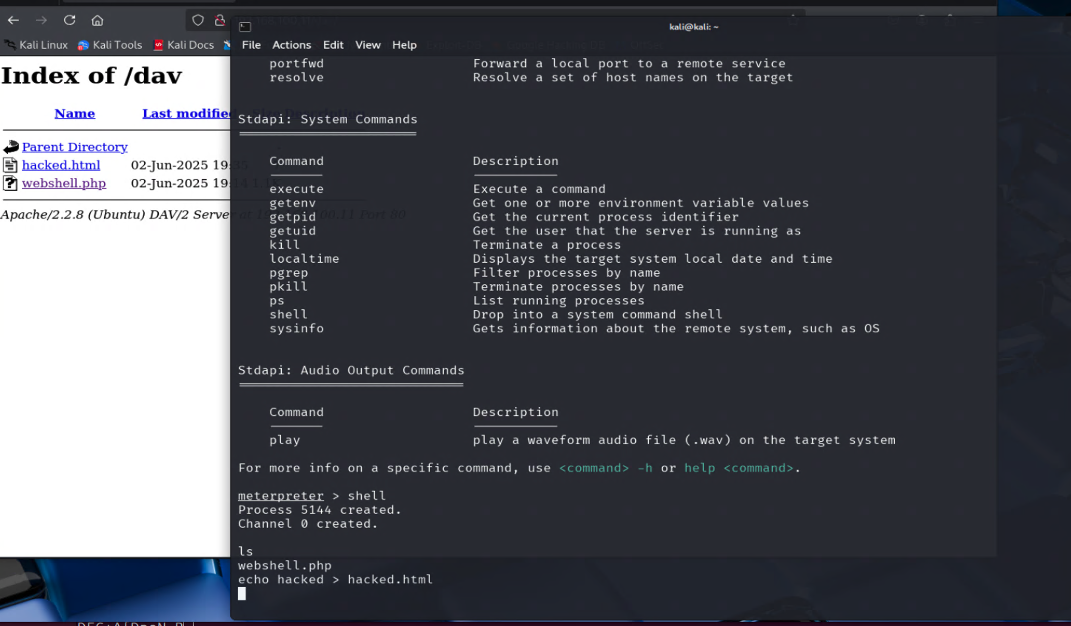 Kali Linux Kali Tools Kali Docs
Index of /dav
Name Last modified
Parent Directory
hacked.html 02-Jun-2025 19:
webshell.php 02-Jun-2025 19:
Apache/2.2.8 (Ubuntu) DAV/2 Server
kali@kali: ~
File Actions Edit View Help
portfwd Forward a local port to a remote service
resolve Resolve a set of host names on the target
Stdapi: System Commands
Command Description
execute Execute a command
getenv Get one or more environment variable values
getpid Get the current process identifier
getuid Get the user that the server is running as
kill Terminate a process
localtime Displays the target system local date and time
pgrep Filter processes by name
pkill Terminate processes by name
ps List running processes
shell Drop into a system command shell
sysinfo Gets information about the remote system, such as OS
Stdapi: Audio Output Commands
Command Description
play play a waveform audio file (.wav) on the target system
For more info on a specific command, use <command> -h or help <command>.
meterpreter > shell
Process 5144 created.
Channel 0 created.
ls
webshell.php
echo hacked > hacked.html